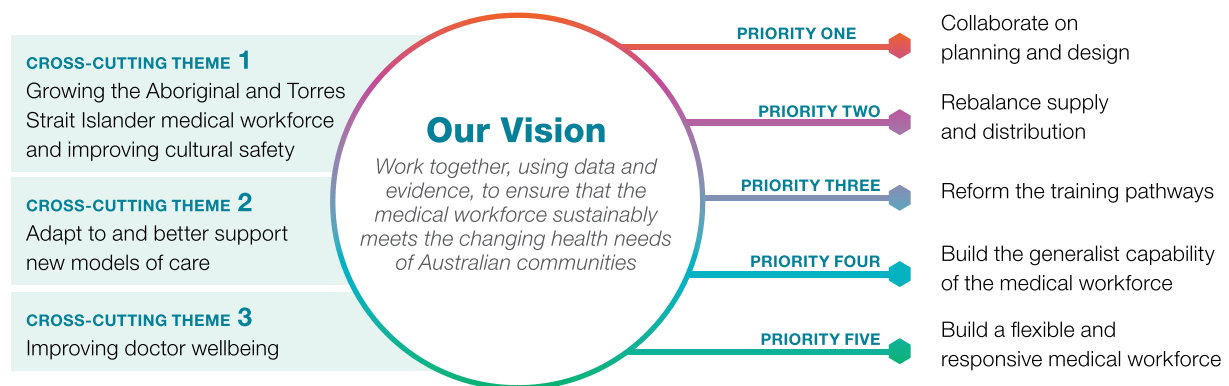 CROSS-CUTTING THEME 1
Growing the Aboriginal and Torres
Strait Islander medical workforce
and improving cultural safety
CROSS-CUTTING THEME 2
Adapt to and better support
new models of care
CROSS-CUTTING THEME 3
Improving doctor wellbeing
Our Vision
Work together, using data and
evidence, to ensure that the
medical workforce sustainably
meets the changing health needs
of Australian communities
PRIORITY ONE
Collaborate on
planning and design
PRIORITY TWO
Rebalance supply
and distribution
PRIORITY THREE
Reform the training pathways
PRIORITY FOUR
Build the generalist capability
of the medical workforce
PRIORITY FIVE
Build a flexible and
responsive medical workforce